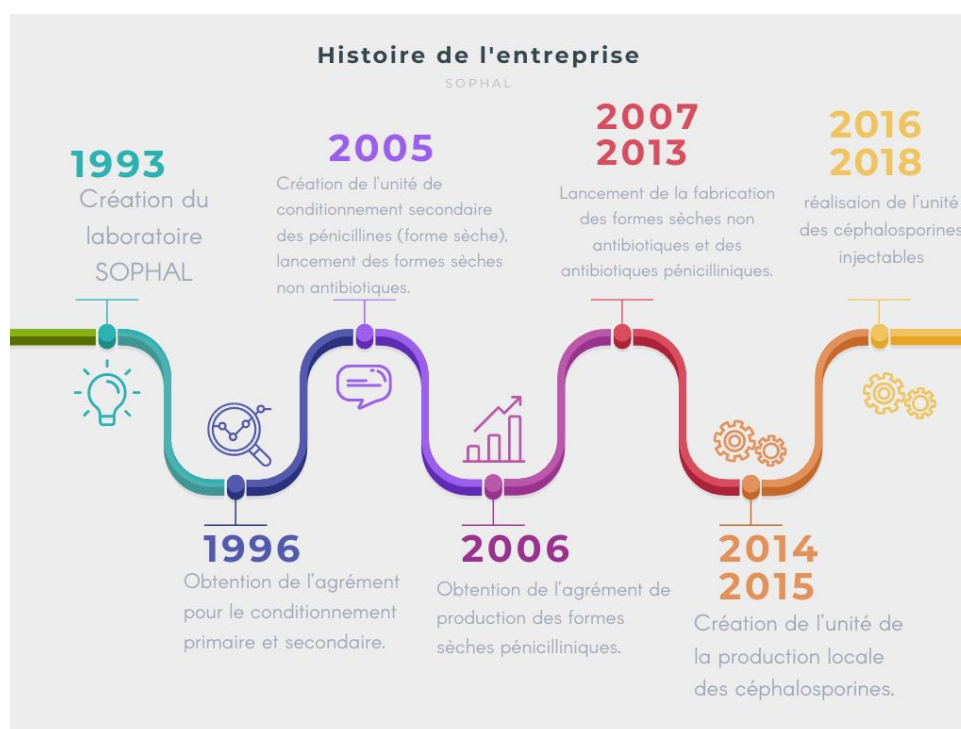 Histoire de l'entreprise
SOPHAL
1993
Création du
laboratoire
SOPHAL
1996
Obtention de l'agrément
pour le conditionnement
primaire et secondaire.
2005
Création de l'unité de
conditionnement secondaire
des pénicillines (forme sèche),
lancement des formes sèches
non antibiotiques.
2006
Obtention de l'agrément de
production des formes
sèches pénicilliniques.
2007
2013
Lancement de la fabrication
des formes sèches non
antibiotiques et des
antibiotiques pénicilliniques.
2014
2015
Création de l'unité de
la production locale
des céphalosporines.
2016
2018
réalisaion de l'unité
des céphalosporines
injectables